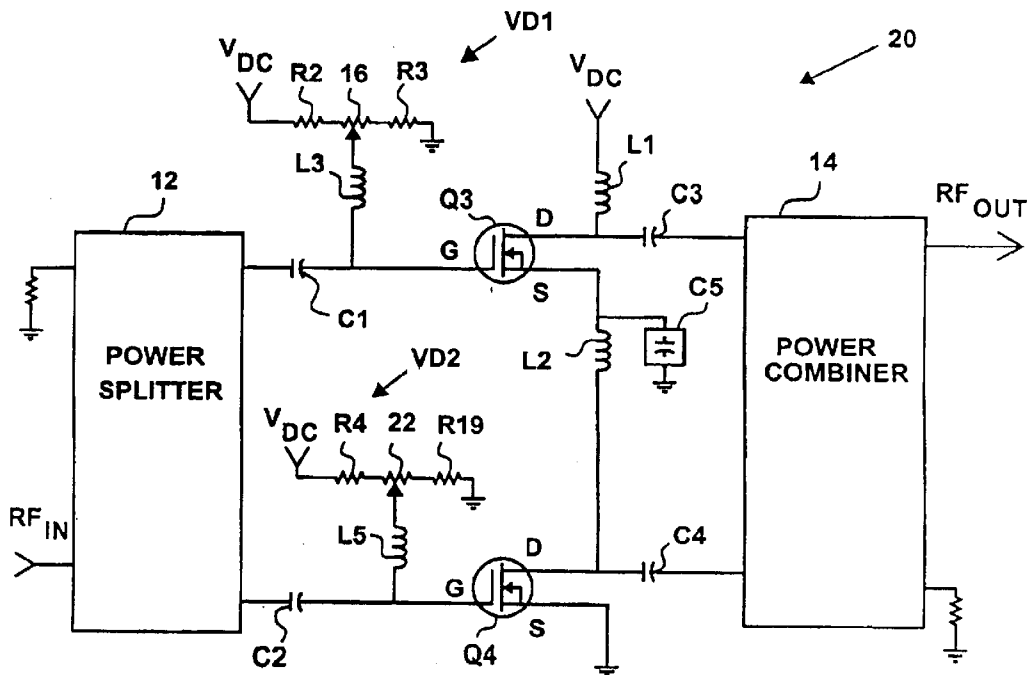 VD1
20
VDC
R2 16 R3
VDC
L1
L3
12
14
Q3
D
C3
RFOUT
G
S
C1
C5
L2
POWER
SPLITTER
POWER
COMBINER
VD2
VDC
R4 22 R19
RFIN
L5
D
C4
G
S
C2
Q4